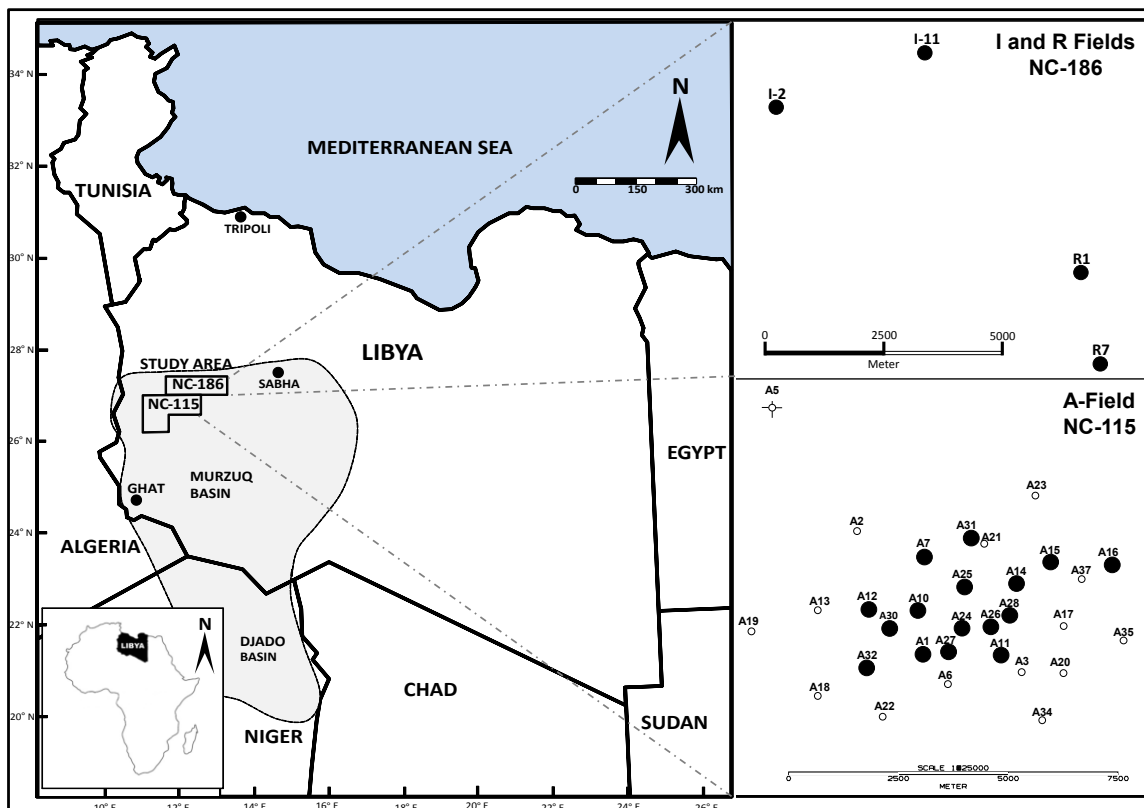 34° N
32° N
30° N
28° N
26° N
24° N
22° N
20° N
10° E
12° E
14° E
16° E
18° E
20° E
22° E
24° E
26° E
TUNISIA
MEDITERRANEAN SEA
N
0 150 300 km
TRIPOLI
LIBYA
STUDY AREA
NC-186
NC-115
SABHA
EGYPT
GHAT
MURZUQ
BASIN
ALGERIA
DJADO
BASIN
CHAD
SUDAN
NIGER
N
LIBYA
I and R Fields
NC-186
I-11
I-2
R1
R7
0 2500 5000
Meter
A-Field
NC-115
A5
A23
A2
A31
A21
A7
A15
A16
A37
A25
A14
A13
A12
A10
A28
A19
A30
A24
A26
A17
A35
A1
A27
A11
A32
A6
A3
A20
A18
A22
A34
0 2500 5000 7500
METER